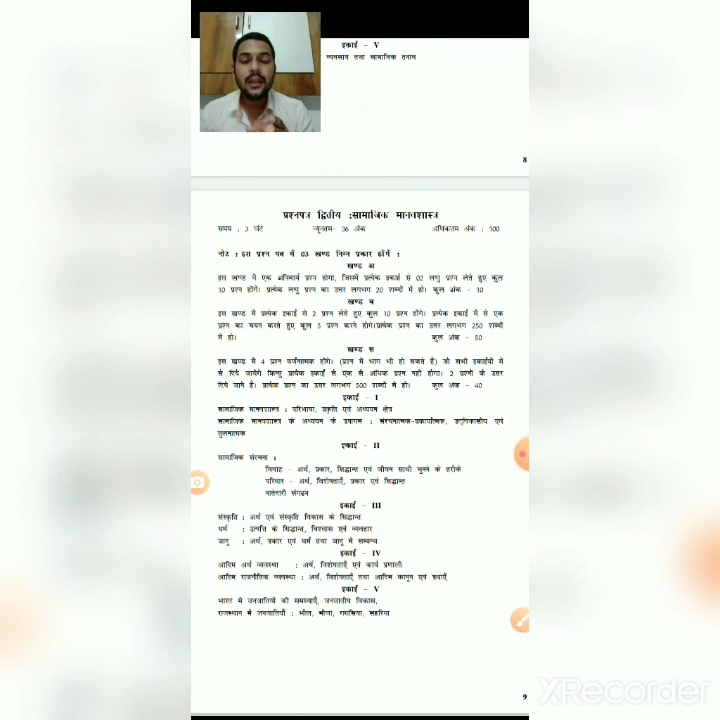 इकाई - V
व्यवसाय तथा सामाजिक तनाव
8
प्रश्नपत्र द्वितीय :सामाजिक मानवशास्त्र
समय : 3 घंटे न्यूनतम- 36 अंक अधिकतम अंक : 100
नोट : इस प्रश्न पत्र में 03 खण्ड निम्न प्रकार होंगें :
खण्ड अ
इस खण्ड में एक अनिवार्य प्रश्न होगा, जिसमें प्रत्येक इकाई से 02 लघु प्रश्न लेते हुए कुल
10 प्रश्न होंगे। प्रत्येक लघु प्रश्न का उत्तर लगभग 20 शब्दों में हो। कुल अंक - 10
खण्ड ब
इस खण्ड में प्रत्येक इकाई से 2 प्रश्न लेते हुए कुल 10 प्रश्न होंगे। प्रत्येक इकाई में से एक
प्रश्न का चयन करते हुए कुल 5 प्रश्न करने होंगे।प्रत्येक प्रश्न का उत्तर लगभग 250 शब्दों
में हो। कुल अंक - 50
खण्ड स
इस खण्ड में 4 प्रश्न वर्णनात्मक होंगे। (प्रश्न में भाग भी हो सकते है) जो सभी इकाईयों में
से दिये जायेंगे किन्तु प्रत्येक इकाई से एक से अधिक प्रश्न नही होगा। 2 प्रश्नों के उत्तर
दिये जाने है। प्रत्येक प्रश्न का उत्तर लगभग 500 शब्दों में हो। कुल अंक - 40
इकाई - I
सामाजिक मानवशास्त्र : परिभाषा, प्रकृति एवं अध्ययन क्षेत्र
सामाजिक मानवशास्त्र के अध्ययन के उपागम : संरचनात्मक-प्रकार्यात्मक, उद्विकासीय एवं
तुलनात्मक
इकाई - II
सामाजिक संरचना :
विवाह - अर्थ, प्रकार, सिद्धान्त एवं जीवन साथी चुनने के तरीके
परिवार - अर्थ, विशेषताएँ, प्रकार एवं सिद्धान्त
नातेदारी संगठन
इकाई - III
संस्कृति : अर्थ एवं संस्कृति विकास के सिद्धान्त
धर्म : उत्पत्ति के सिद्धान्त, विश्वास एवं व्यवहार
जादू : अर्थ, प्रकार एवं धर्म तथा जादू में सम्बन्ध
इकाई - IV
आदिम अर्थ व्यवस्था : अर्थ, विशेषताएँ एवं कार्य प्रणाली
आदिम राजनीतिक व्यवस्था : अर्थ, विशेषताएँ तथा आदिम कानून एवं प्रथाएँ
इकाई - V
भारत में जनजातियों की समस्याएँ, जनजातीय विकास,
राजस्थान में जनजातियाँ : भील, मीणा, गरासिया, सहरिया
9
XRecorder